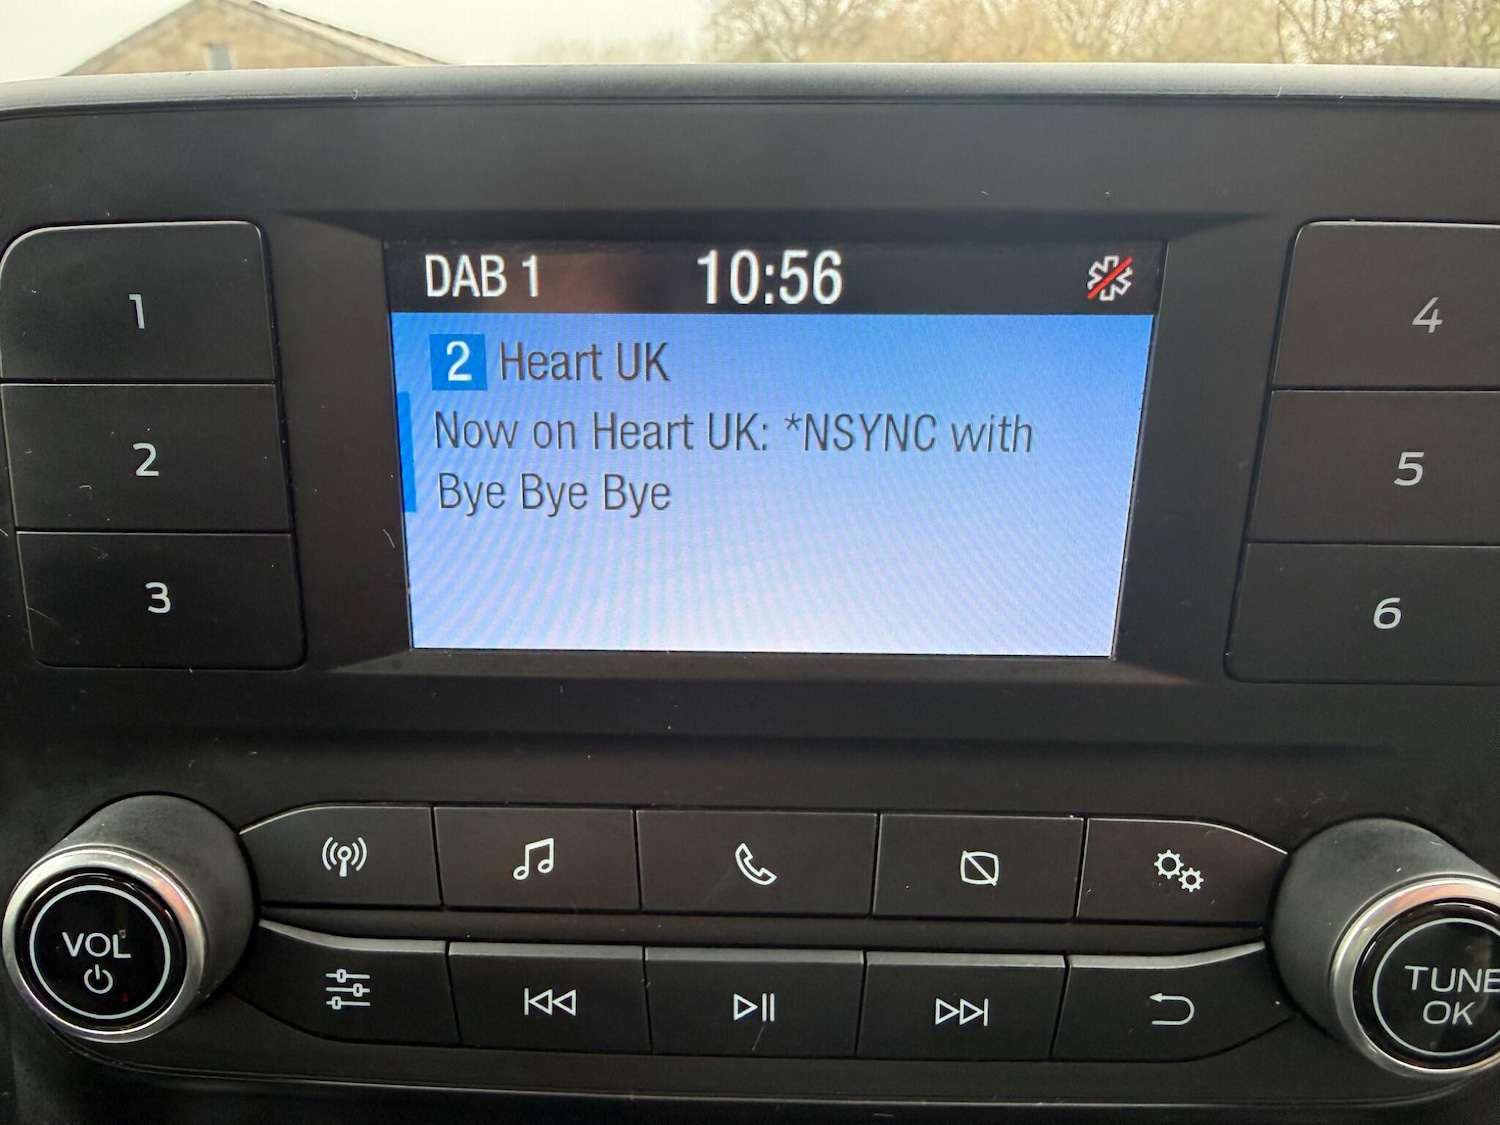 DAB 1 10:56
2 Heart UK
Now on Heart UK: *NSYNC with
Bye Bye Bye
1
2
3
4
5
6
VOL
TUNE
OK